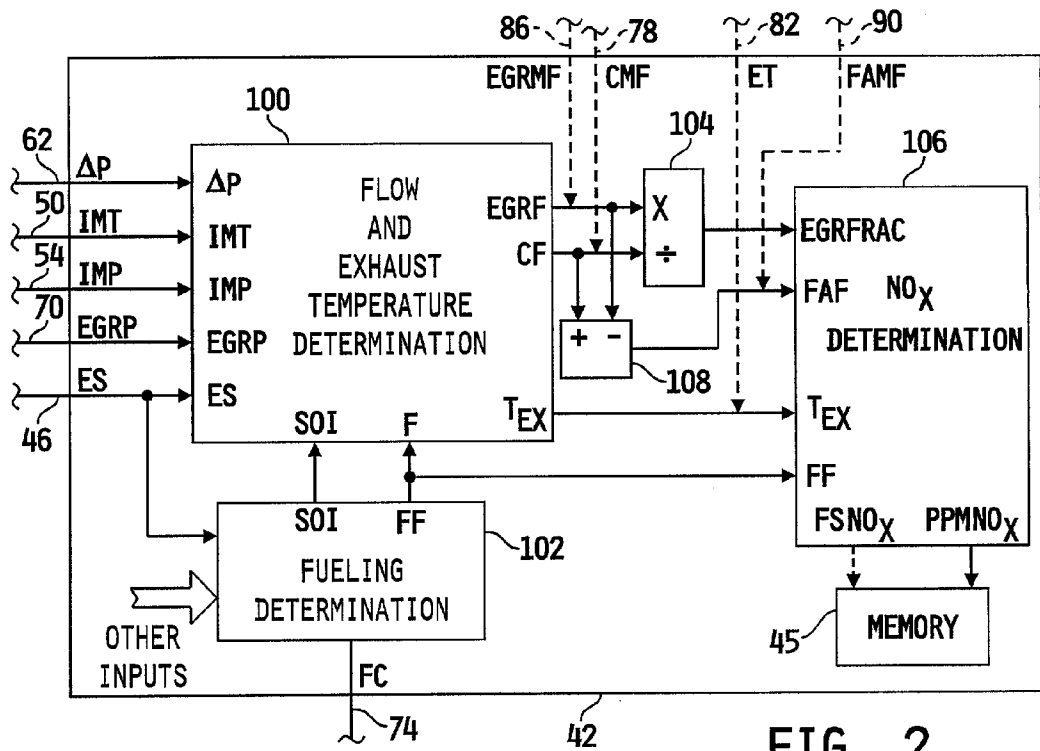 86 78 82 90
EGRMF CMF ET FAMF
100
104
106
62 ΔP
50 IMT
54 IMP
70 EGRP
ES
46
ΔP
IMT
IMP
EGRP
ES
FLOW
AND
EXHAUST
TEMPERATURE
DETERMINATION
EGRF
CF
TEX
SOI F
X
÷
+ -
108
EGRFRAC
FAF
NOX
DETERMINATION
TEX
FF
FSNOX PPMNOX
SOI FF
102
FUELING
DETERMINATION
OTHER
INPUTS
45
MEMORY
FC
74
42
FIG. 2